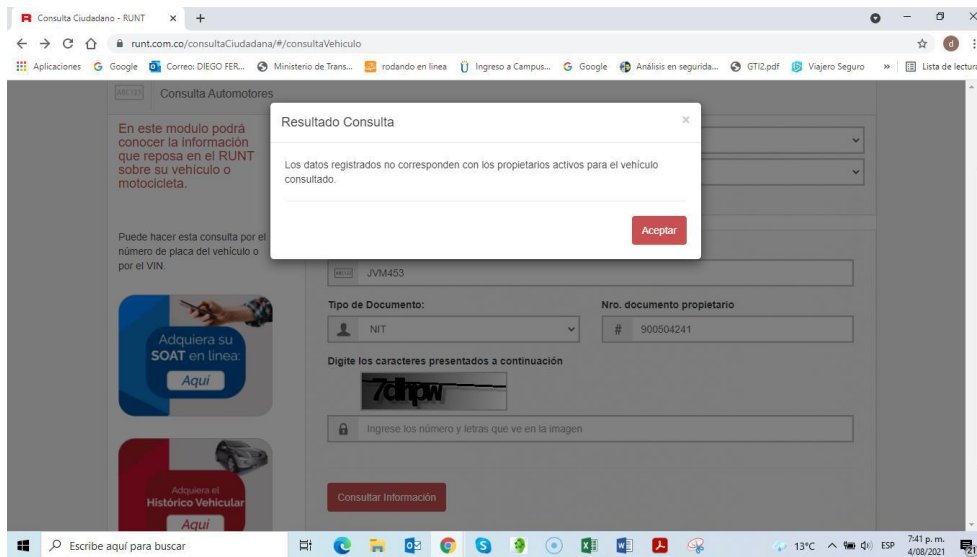 Consulta Ciudadano - RUNT
runt.com.co/consultaCiudadana/#/consultaVehiculo
Aplicaciones Google Correo: DIEGO FER... Ministerio de Trans... rodando en linea Ingreso a Campus... Google Análisis en segurida... GTI2.pdf Viajero Seguro » Lista de lectura
ABC123 Consulta Automotores
En este modulo podrá
conocer la información
que reposa en el RUNT
sobre su vehículo o
motocicleta.
Puede hacer esta consulta por el
número de placa del vehículo o
por el VIN.
Adquiera su
SOAT en línea:
Aquí
Adquiera el
Histórico Vehicular
Aquí
Resultado Consulta ×
Los datos registrados no corresponden con los propietarios activos para el vehículo
consultado.
Aceptar
ABC123 JVM453
Tipo de Documento: Nro. documento propietario
NIT # 900504241
Digite los caracteres presentados a continuación
7dhpw
Ingrese los número y letras que ve en la imagen
Consultar Información
Escribe aquí para buscar
13°C ESP 7:41 p. m.
4/08/2021